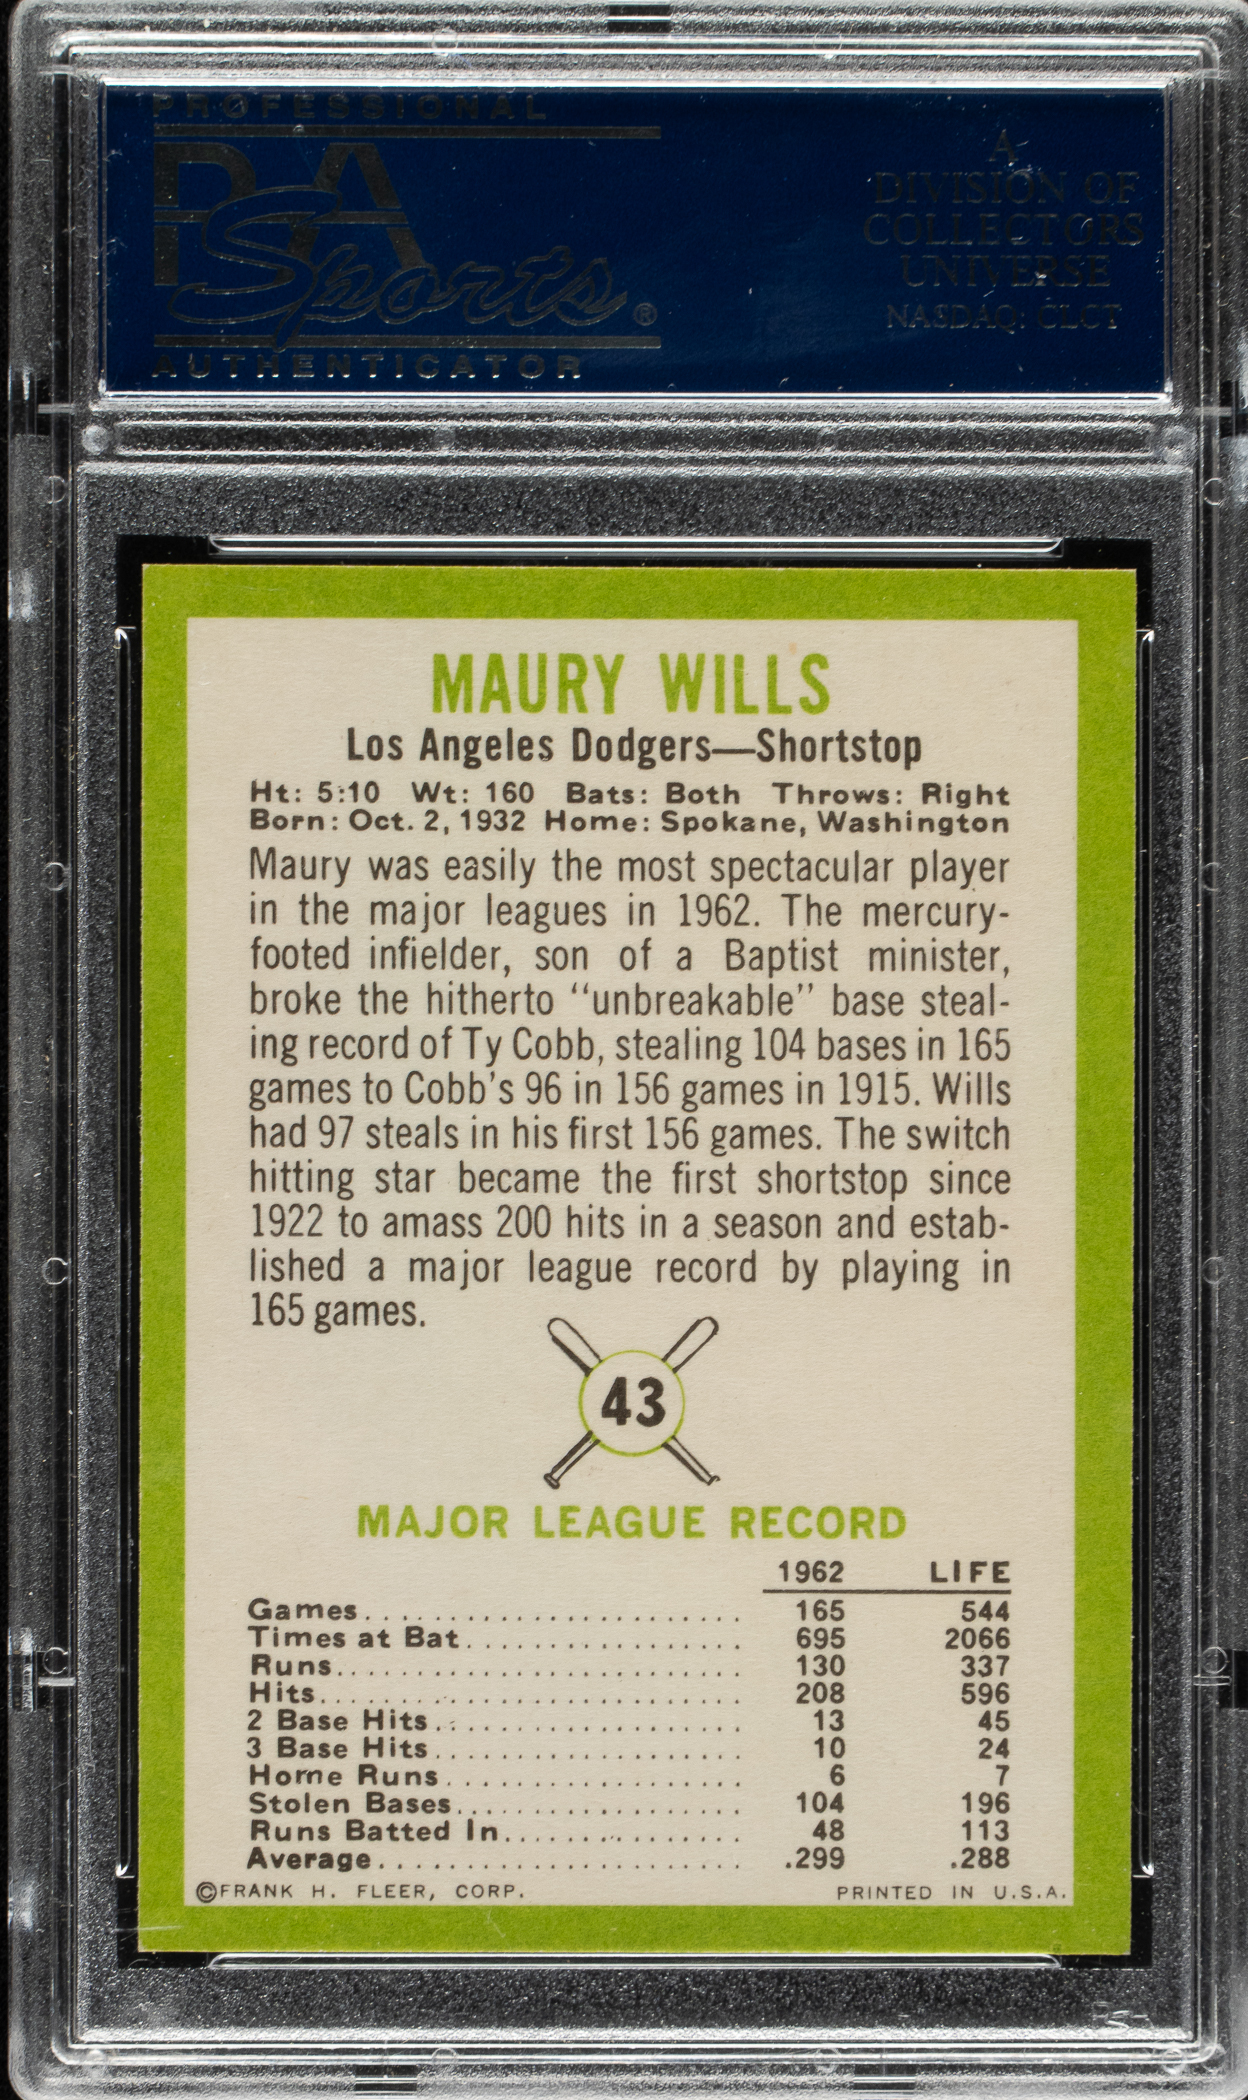 PROFESSIONAL
PSA
Sports®
AUTHENTICATOR
A
DIVISION OF
COLLECTORS
UNIVERSE
NASDAQ: CLCT
MAURY WILLS
Los Angeles Dodgers—Shortstop
Ht: 5:10 Wt: 160 Bats: Both Throws: Right
Born: Oct. 2, 1932 Home: Spokane, Washington
Maury was easily the most spectacular player
in the major leagues in 1962. The mercury-
footed infielder, son of a Baptist minister,
broke the hitherto “unbreakable” base steal-
ing record of Ty Cobb, stealing 104 bases in 165
games to Cobb's 96 in 156 games in 1915. Wills
had 97 steals in his first 156 games. The switch
hitting star became the first shortstop since
1922 to amass 200 hits in a season and estab-
lished a major league record by playing in
165 games.
43
MAJOR LEAGUE RECORD
1962 LIFE
Games 165 544
Times at Bat 695 2066
Runs 130 337
Hits 208 596
2 Base Hits 13 45
3 Base Hits 10 24
Home Runs 6 7
Stolen Bases 104 196
Runs Batted In 48 113
Average .299 .288
©FRANK H. FLEER, CORP. PRINTED IN U.S.A.